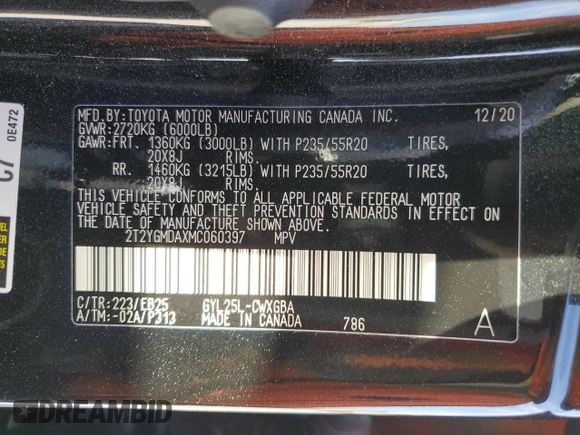 MFD.BY:TOYOTA MOTOR MANUFACTURING CANADA INC. 12/20
GVWR:2720KG (6000LB)
GAWR:FRT. 1360KG (3000LB) WITH P235/55R20 TIRES,
20X8J RIMS.
RR. 1460KG (3215LB) WITH P235/55R20 TIRES,
20X8J RIMS.
THIS VEHICLE CONFORMS TO ALL APPLICABLE FEDERAL MOTOR
VEHICLE SAFETY AND THEFT PREVENTION STANDARDS IN EFFECT ON
THE DATE OF MANUFACTURE SHOWN ABOVE.
2T2YGMDAXMC060397 MPV
C/TR:223/EB25 GYL25L-CWXGBA
A/TM:-02A/P313 MADE IN CANADA 786 A
0E472
DREAMBID